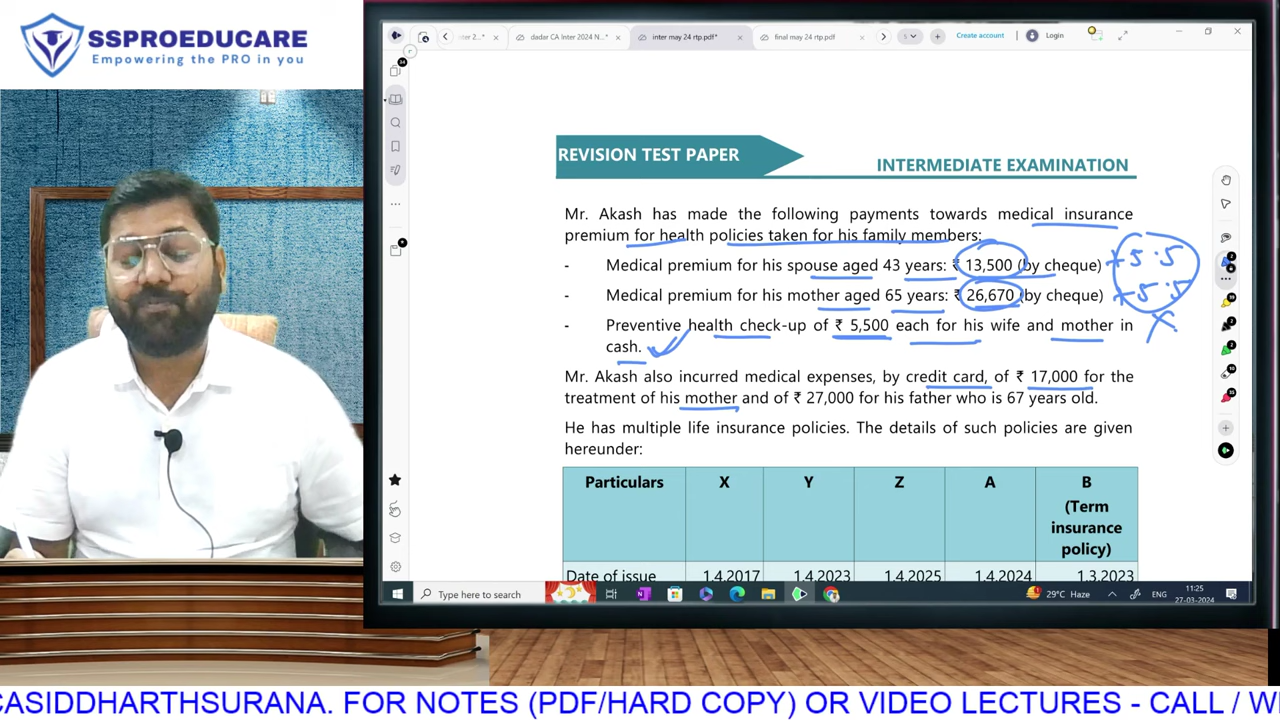 SSPROEDUCARE
Empowering the PRO in you
ter 2..."
dadar CA Inter 2024 N..."
inter may 24 rtp.pdf*
final may 24 rtp.pdf
5
Create account
Login
REVISION TEST PAPER
INTERMEDIATE EXAMINATION
Mr. Akash has made the following payments towards medical insurance
premium for health policies taken for his family members:
- Medical premium for his spouse aged 43 years: ₹ 13,500 (by cheque) +5.5
- Medical premium for his mother aged 65 years: ₹ 26,670 (by cheque) +5.5
- Preventive health check-up of ₹ 5,500 each for his wife and mother in
cash.
Mr. Akash also incurred medical expenses, by credit card, of ₹ 17,000 for the
treatment of his mother and of ₹ 27,000 for his father who is 67 years old.
He has multiple life insurance policies. The details of such policies are given
hereunder:
Particulars X Y Z A B
(Term
insurance
policy)
Date of issue 1.4.2017 1.4.2023 1.4.2025 1.4.2024 1.3.2023
Type here to search
29°C Haze
ENG
11:25
27-03-2024
CASIDDHARTHSURANA. FOR NOTES (PDF/HARD COPY) OR VIDEO LECTURES - CALL / W